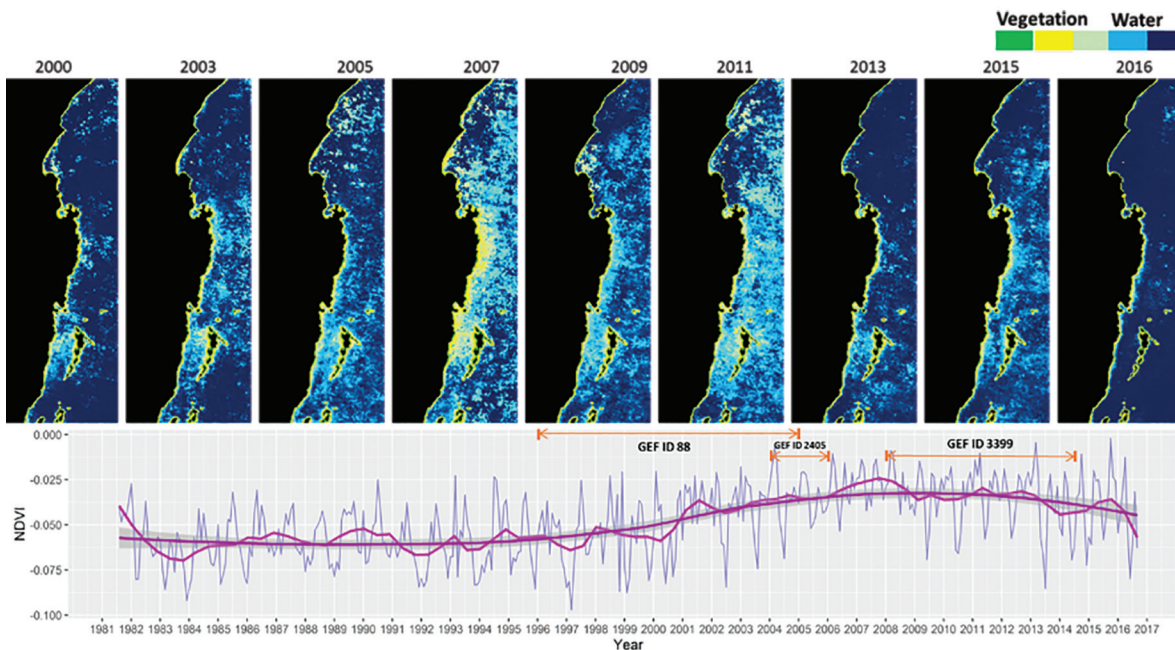 Vegetation Water
2000 2003 2005 2007 2009 2011 2013 2015 2016
0.000
-0.025
-0.050
-0.075
-0.100
NDVI
GEF ID 88
GEF ID 2405
GEF ID 3399
1981 1982 1983 1984 1985 1986 1987 1988 1989 1990 1991 1992 1993 1994 1995 1996 1997 1998 1999 2000 2001 2002 2003 2004 2005 2006 2007 2008 2009 2010 2011 2012 2013 2014 2015 2016 2017
Year